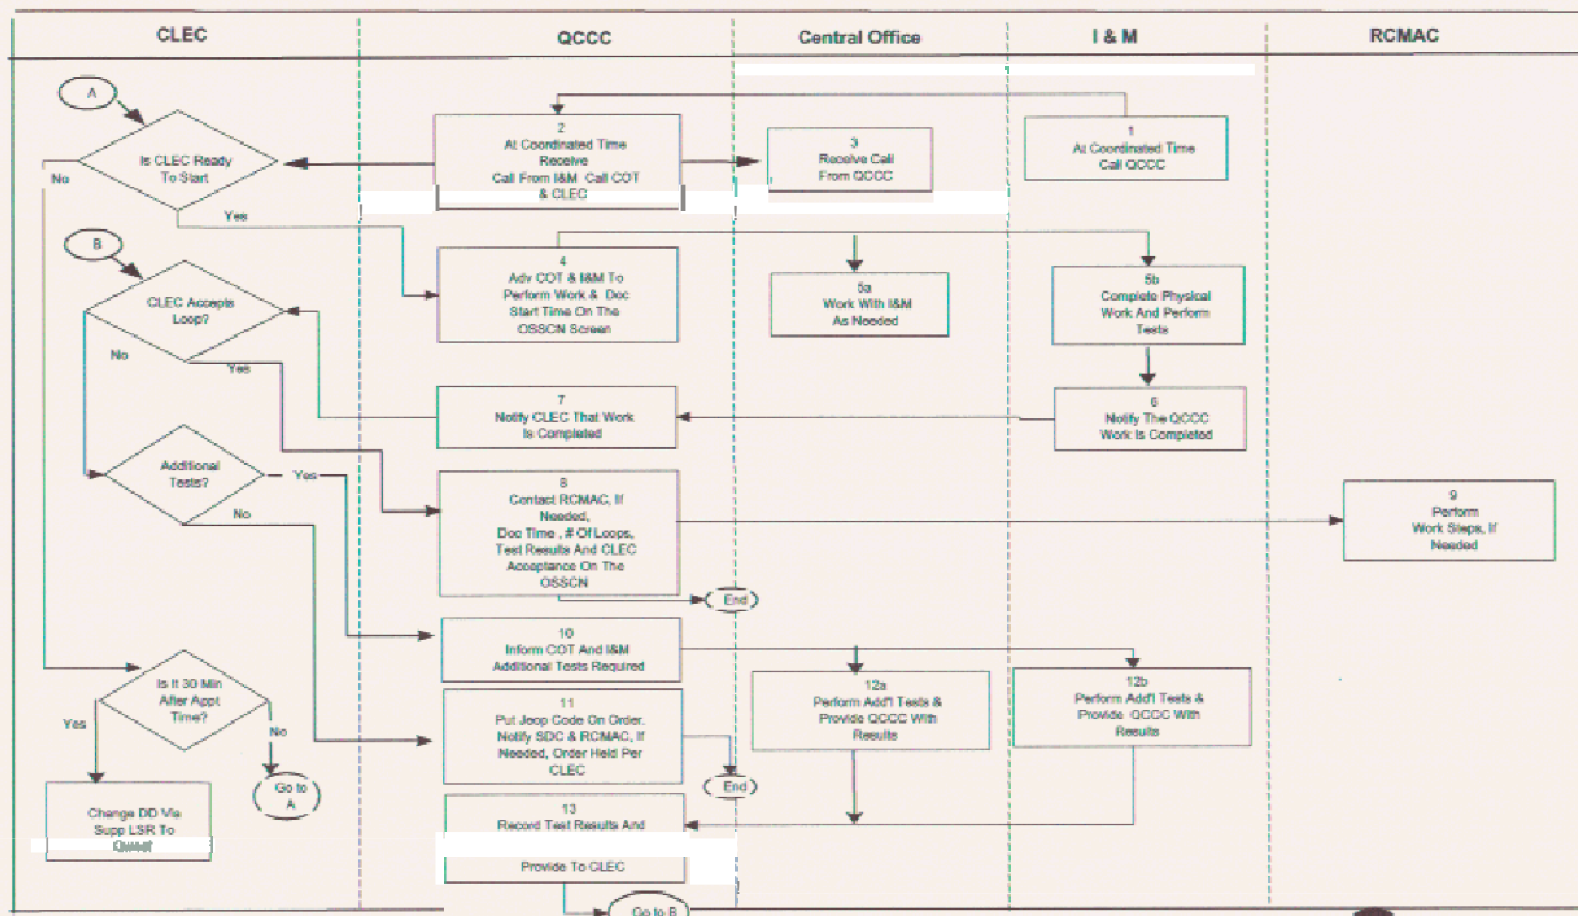 CLEC
QCCC
Central Office
I & M
RCMAC
A
Is CLEC Ready
To Start
No
Yes
2
At Coordinated Time
Receive
Call From I&M Call COT
& CLEC
3
Receive Call
From QCCC
1
At Coordinated Time
Call QCCC
B
CLEC Accepts
Loop?
No
Yes
4
Adv COT & I&M To
Perform Work & Doc
Start Time On The
OSSCN Screen
5a
Work With I&M
As Needed
5b
Complete Physical
Work And Perform
Tests
7
Notify CLEC That Work
Is Completed
6
Notify The QCCC
Work Is Completed
Additional
Tests?
Yes
No
8
Contact RCMAC, If
Needed,
Doc Time , # Of Loops,
Test Results And CLEC
Acceptance On The
OSSCN
End
9
Perform
Work Steps, If
Needed
10
Inform COT And I&M
Additional Tests Required
Is It 30 Min
After Appt
Time?
Yes
No
Go to
A
Change DD Via
Supp LSR To
Qwest
11
Put Jeop Code On Order.
Notify SDC & RCMAC, If
Needed, Order Held Per
CLEC
End
12a
Perform Add'l Tests &
Provide QCCC With
Results
12b
Perform Add'l Tests &
Provide QCCC With
Results
13
Record Test Results And
Provide To CLEC
Go to B